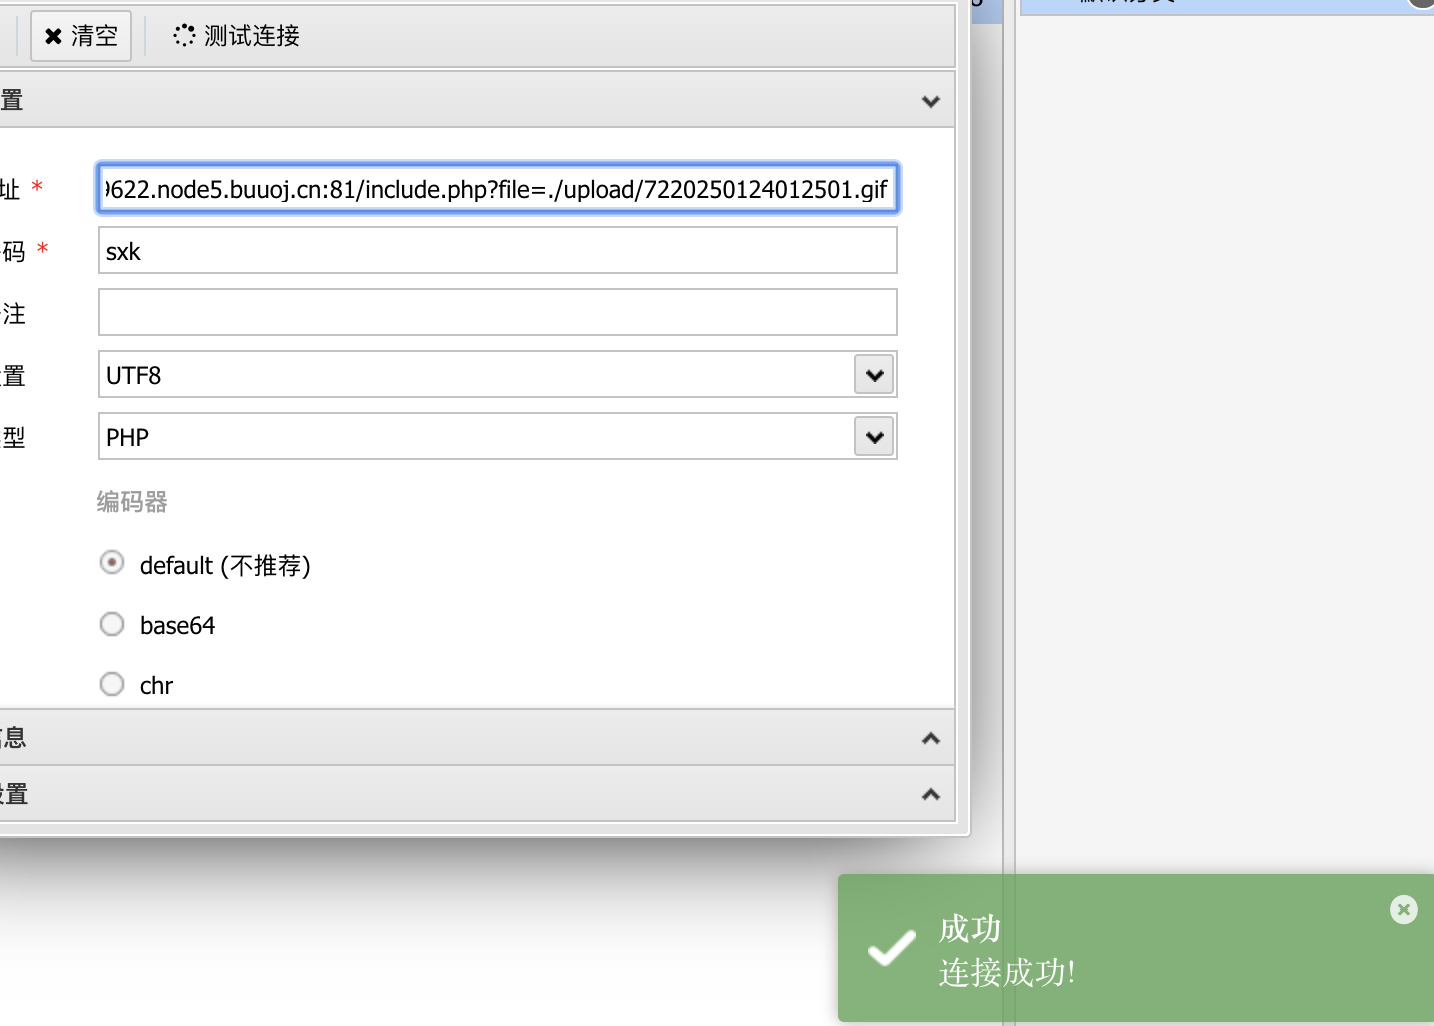 清空
测试连接
置
址 *
9622.node5.buuoj.cn:81/include.php?file=./upload/7220250124012501.gif
码 *
sxk
注
置
UTF8
型
PHP
编码器
default (不推荐)
base64
chr
息
设置
成功
连接成功!